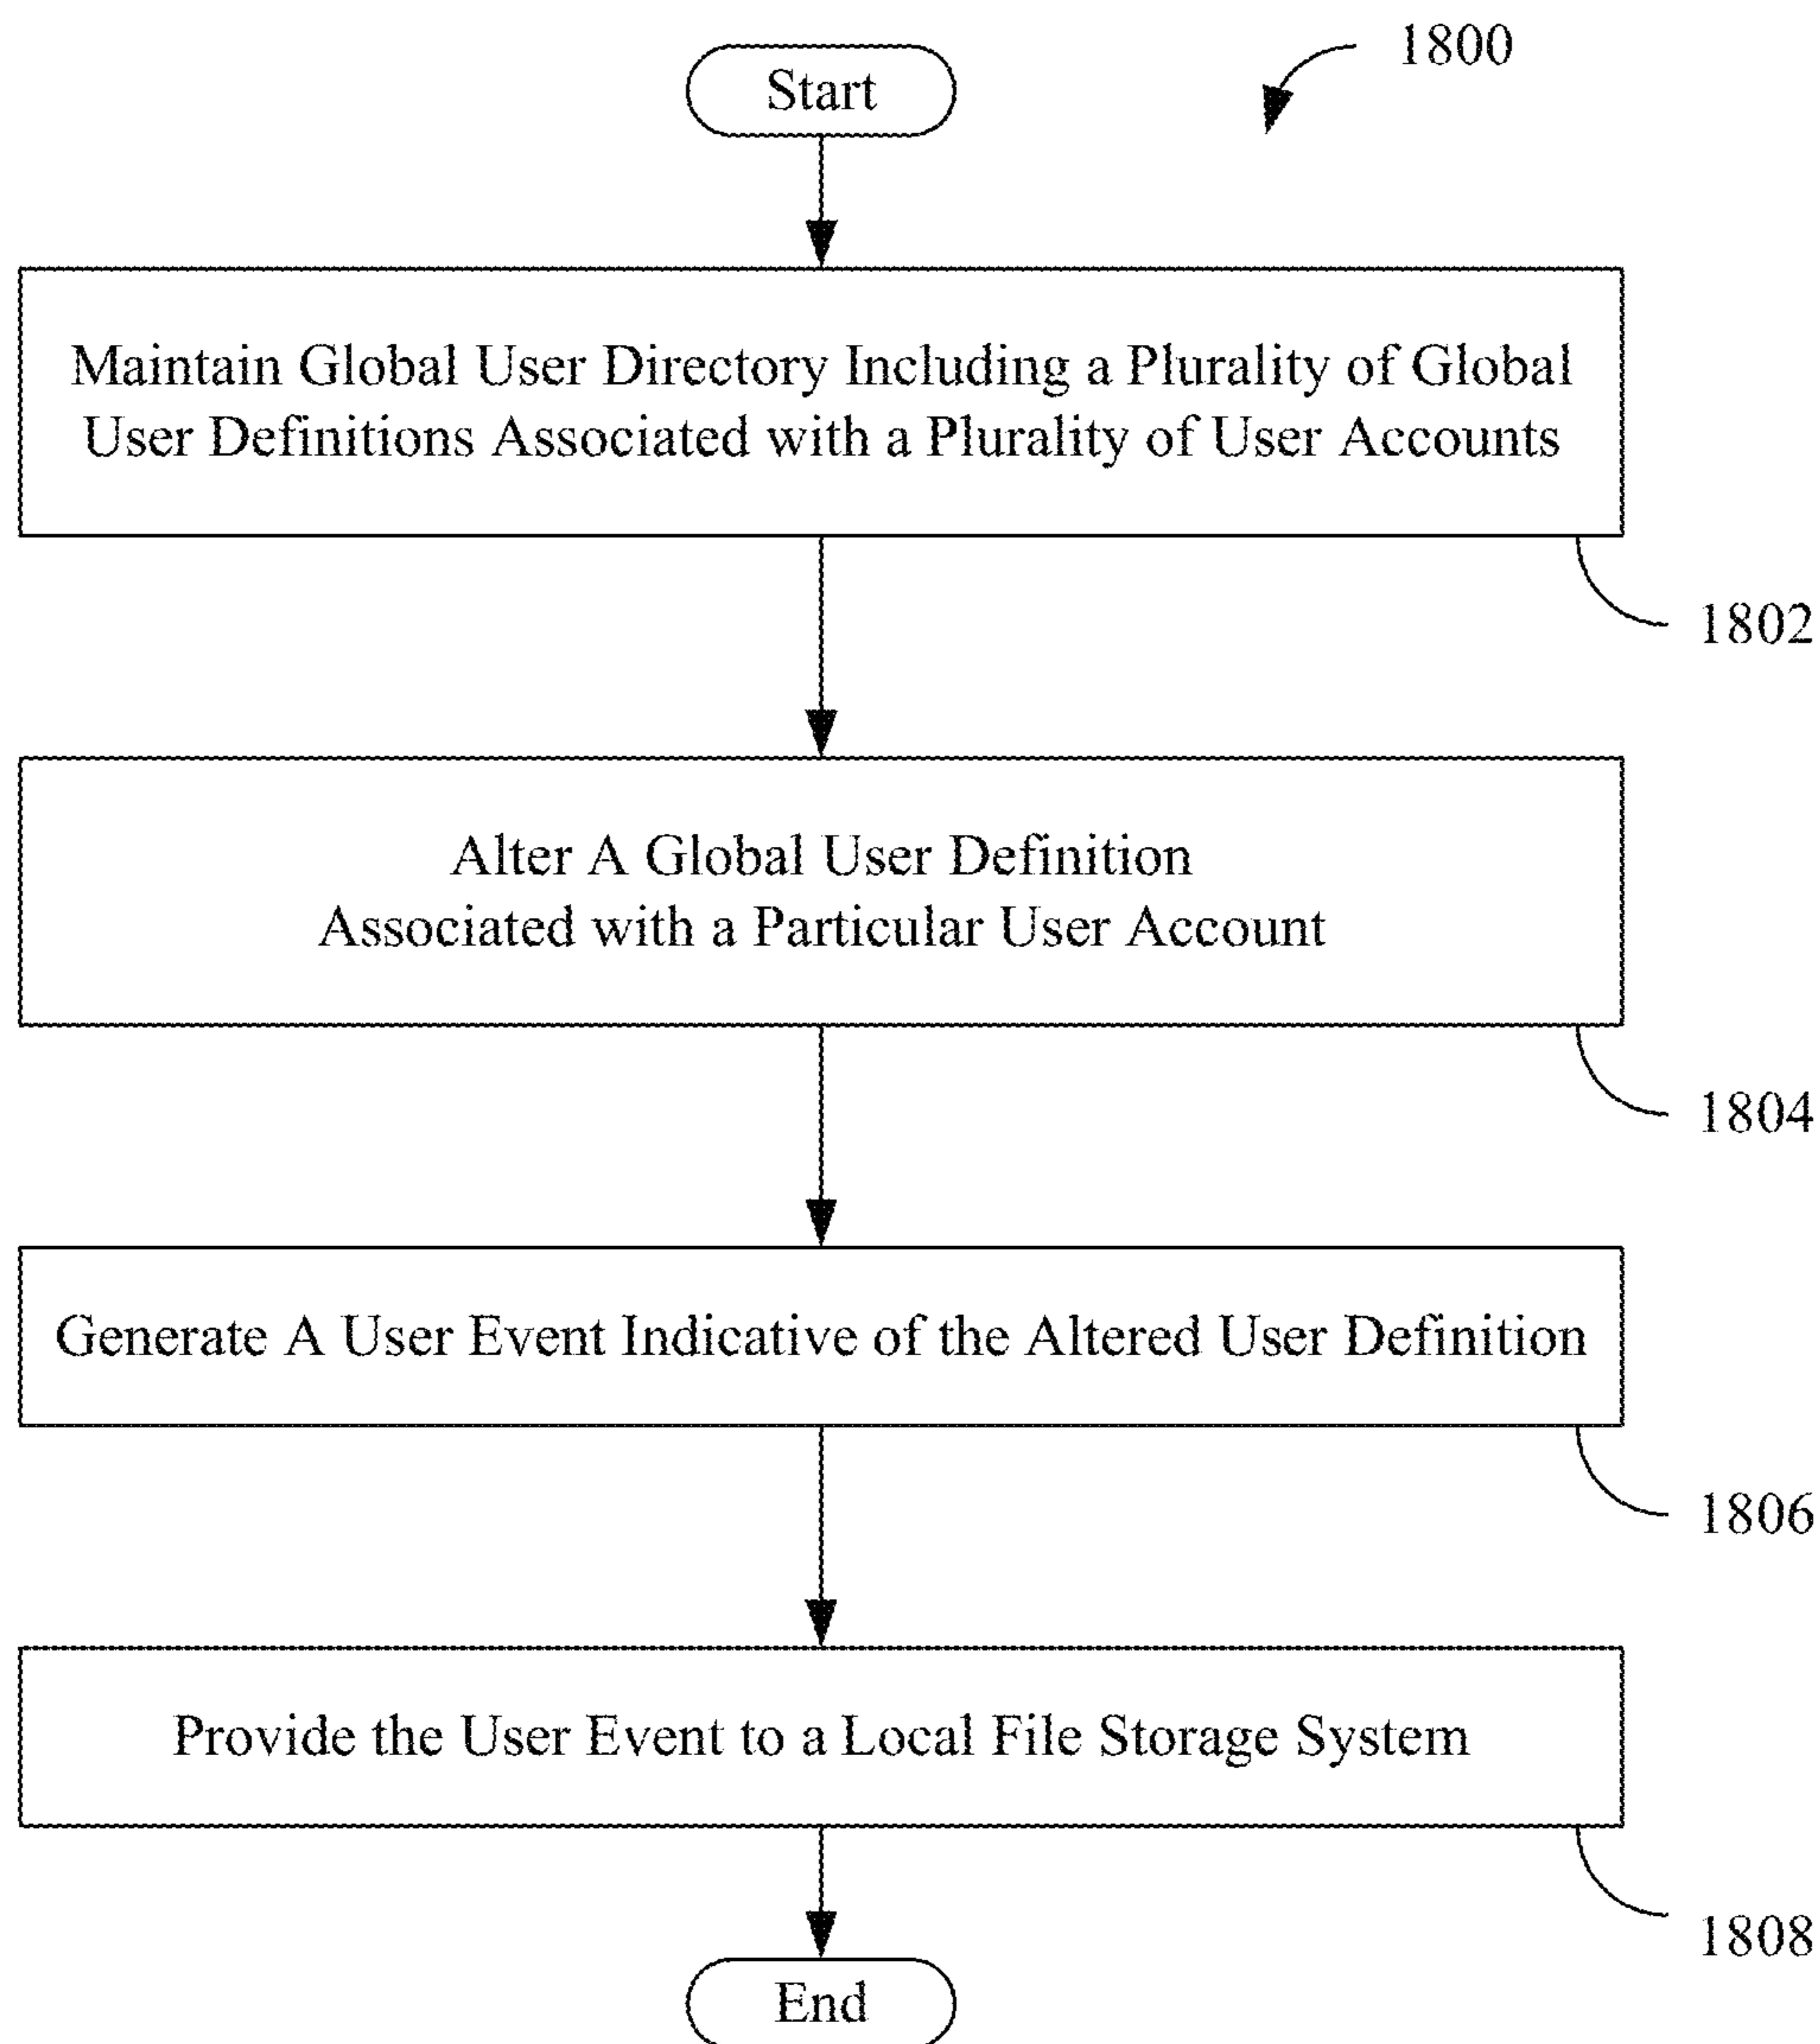 1800
Start
Maintain Global User Directory Including a Plurality of Global
User Definitions Associated with a Plurality of User Accounts
1802
Alter A Global User Definition
Associated with a Particular User Account
1804
Generate A User Event Indicative of the Altered User Definition
1806
Provide the User Event to a Local File Storage System
1808
End